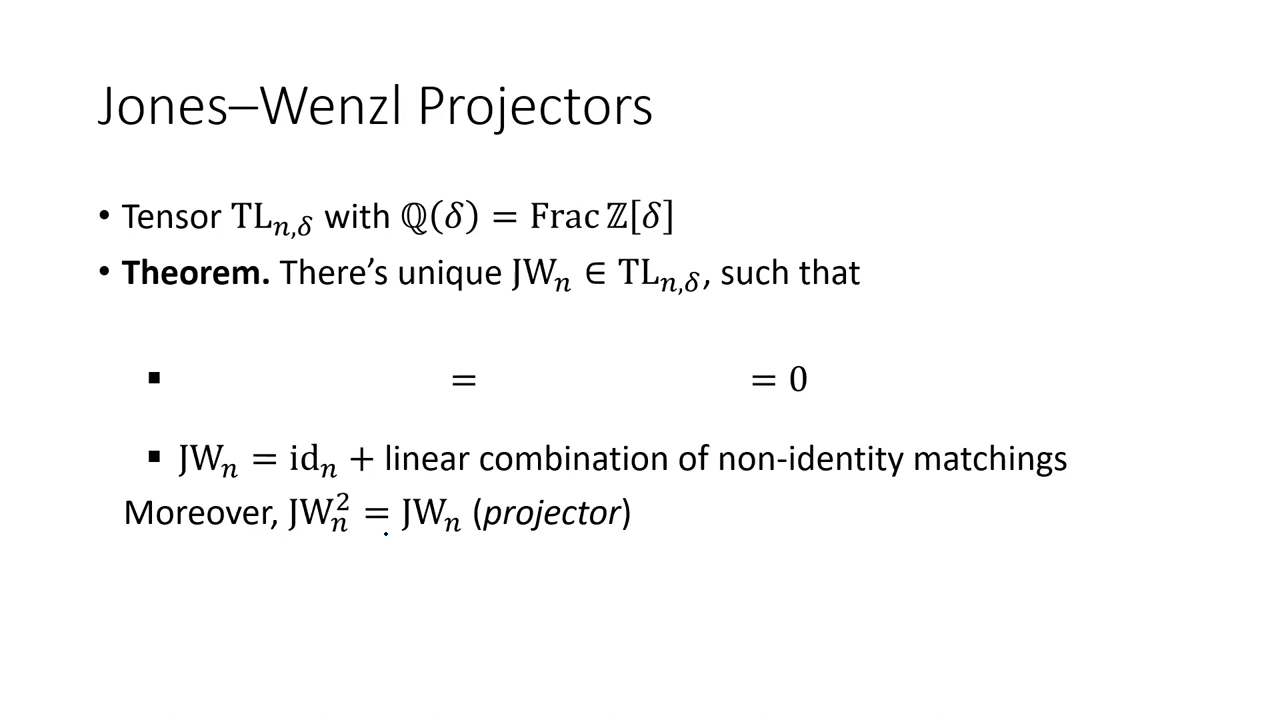 Jones–Wenzl Projectors
• Tensor TL_{n,δ} with ℚ(δ) = Frac ℤ[δ]
• Theorem. There’s unique JW_n ∈ TL_{n,δ}, such that
▪ = = 0
▪ JW_n = id_n + linear combination of non-identity matchings
Moreover, JW_n^2 = JW_n (projector)